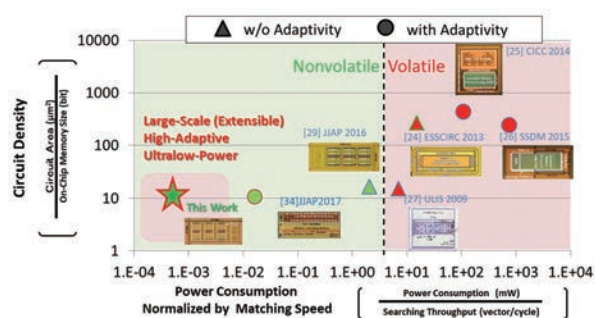 w/o Adaptivity with Adaptivity
10000
1000
100
10
1
Circuit Density
Circuit Area (μm²)
On-Chip Memory Size (bit)
Nonvolatile Volatile
[25] CICC 2014
Large-Scale (Extensible)
High-Adaptive
Ultralow-Power
[29] JJAP 2016
[24] ESSCIRC 2013
[26] SSDM 2015
This Work
[34]JJAP2017
[27] ULIS 2009
1.E-04 1.E-03 1.E-02 1.E-01 1.E+00 1.E+01 1.E+02 1.E+03 1.E+04
Power Consumption
Normalized by Matching Speed
Power Consumption (mW)
Searching Throughput (vector/cycle)